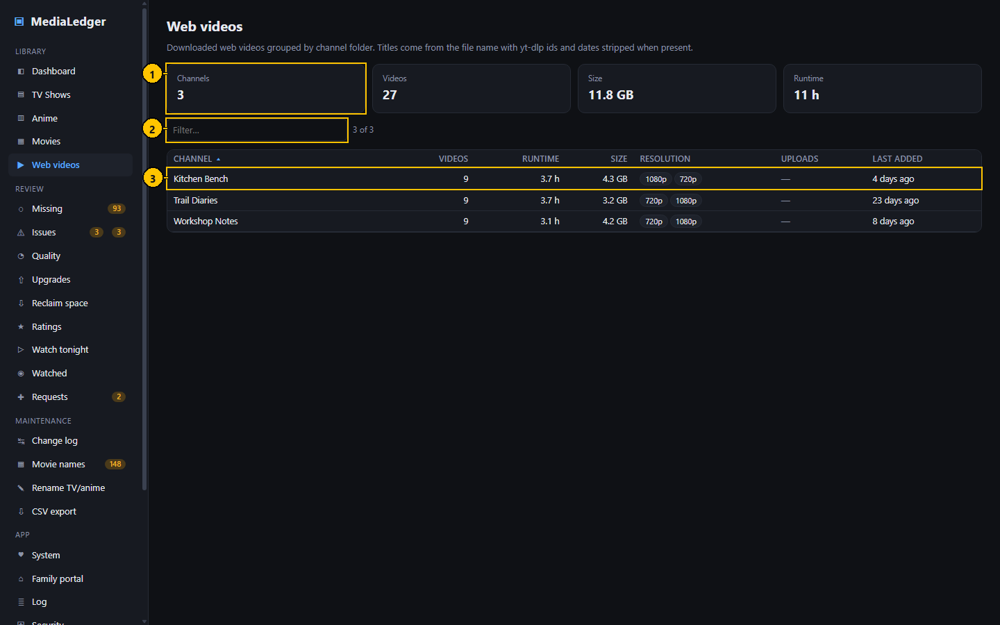 MediaLedger
LIBRARY
Dashboard
TV Shows
Anime
Movies
Web videos
REVIEW
Missing 93
Issues 3 3
Quality
Upgrades
Reclaim space
Ratings
Watch tonight
Watched
Requests 2
MAINTENANCE
Change log
Movie names 148
Rename TV/anime
CSV export
APP
System
Family portal
Log
Security
Web videos
Downloaded web videos grouped by channel folder. Titles come from the file name with yt-dlp ids and dates stripped when present.
1
Channels
3
Videos
27
Size
11.8 GB
Runtime
11 h
2
Filter... 3 of 3
CHANNEL VIDEOS RUNTIME SIZE RESOLUTION UPLOADS LAST ADDED
3
Kitchen Bench 9 3.7 h 4.3 GB 1080p 720p — 4 days ago
Trail Diaries 9 3.7 h 3.2 GB 720p 1080p — 23 days ago
Workshop Notes 9 3.1 h 4.2 GB 720p 1080p — 8 days ago